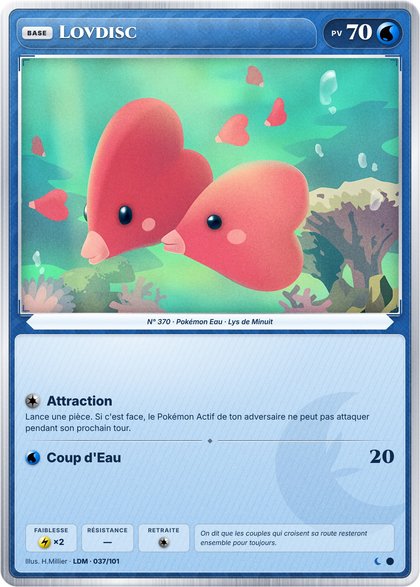 BASE Lovdisc PV 70
N° 370 · Pokémon Eau · Lys de Minuit
Attraction
Lance une pièce. Si c'est face, le Pokémon Actif de ton adversaire ne peut pas attaquer
pendant son prochain tour.
Coup d'Eau 20
FAIBLESSE RÉSISTANCE RETRAITE
×2 —
On dit que les couples qui croisent sa route resteront
ensemble pour toujours.
Illus. H.Millier · LDM · 037/101